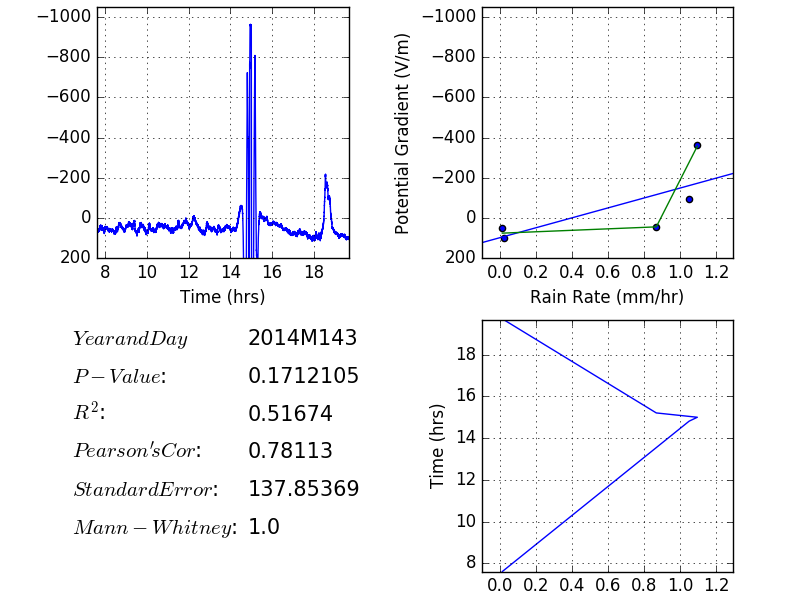 −1000
−800
−600
−400
−200
0
200
8 10 12 14 16 18
Time (hrs)
Potential Gradient (V/m)
−1000
−800
−600
−400
−200
0
200
0.0 0.2 0.4 0.6 0.8 1.0 1.2
Rain Rate (mm/hr)
YearandDay 2014M143
P−Value: 0.1712105
R²: 0.51674
Pearson'sCor: 0.78113
StandardError: 137.85369
Mann−Whitney: 1.0
Time (hrs)
18
16
14
12
10
8
0.0 0.2 0.4 0.6 0.8 1.0 1.2